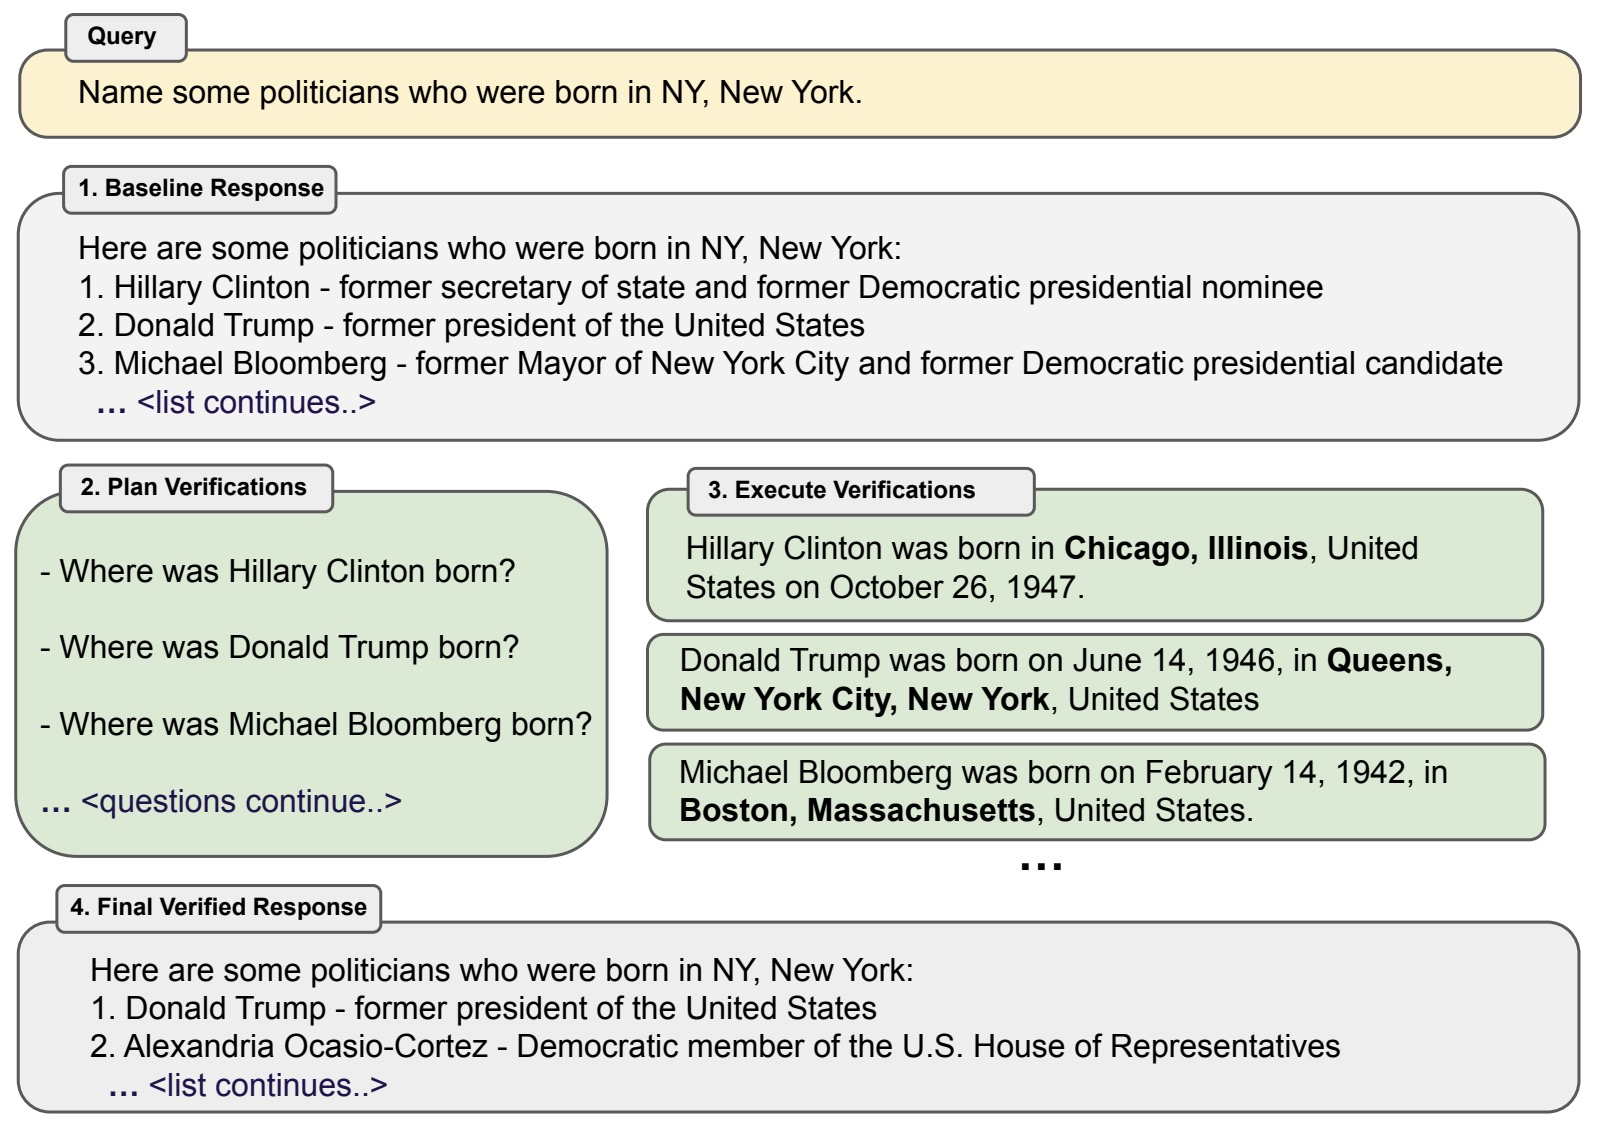 Query
Name some politicians who were born in NY, New York.
1. Baseline Response
Here are some politicians who were born in NY, New York:
1. Hillary Clinton - former secretary of state and former Democratic presidential nominee
2. Donald Trump - former president of the United States
3. Michael Bloomberg - former Mayor of New York City and former Democratic presidential candidate
... <list continues..>
2. Plan Verifications
- Where was Hillary Clinton born?
- Where was Donald Trump born?
- Where was Michael Bloomberg born?
... <questions continue..>
3. Execute Verifications
Hillary Clinton was born in Chicago, Illinois, United
States on October 26, 1947.
Donald Trump was born on June 14, 1946, in Queens,
New York City, New York, United States
Michael Bloomberg was born on February 14, 1942, in
Boston, Massachusetts, United States.
...
4. Final Verified Response
Here are some politicians who were born in NY, New York:
1. Donald Trump - former president of the United States
2. Alexandria Ocasio-Cortez - Democratic member of the U.S. House of Representatives
... <list continues..>